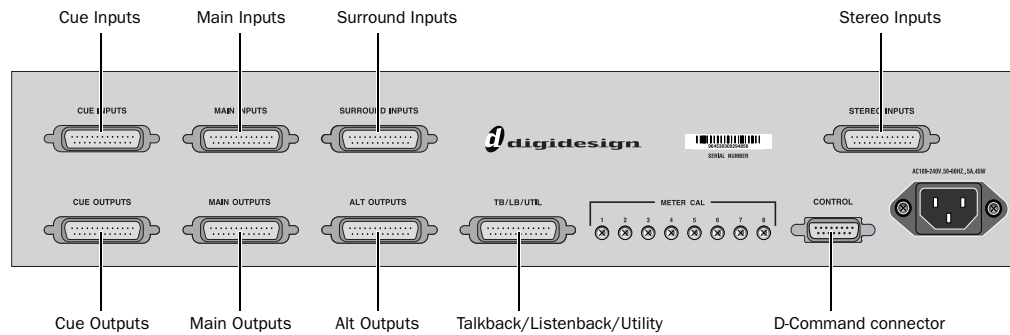 Cue Inputs Main Inputs Surround Inputs Stereo Inputs
CUE INPUTS MAIN INPUTS SURROUND INPUTS STEREO INPUTS
digidesign
SERIAL NUMBER
AC100-240V,50-60HZ,.5A,45W
CUE OUTPUTS MAIN OUTPUTS ALT OUTPUTS TB/LB/UTIL METER CAL CONTROL
1 2 3 4 5 6 7 8
Cue Outputs Main Outputs Alt Outputs Talkback/Listenback/Utility D-Command connector